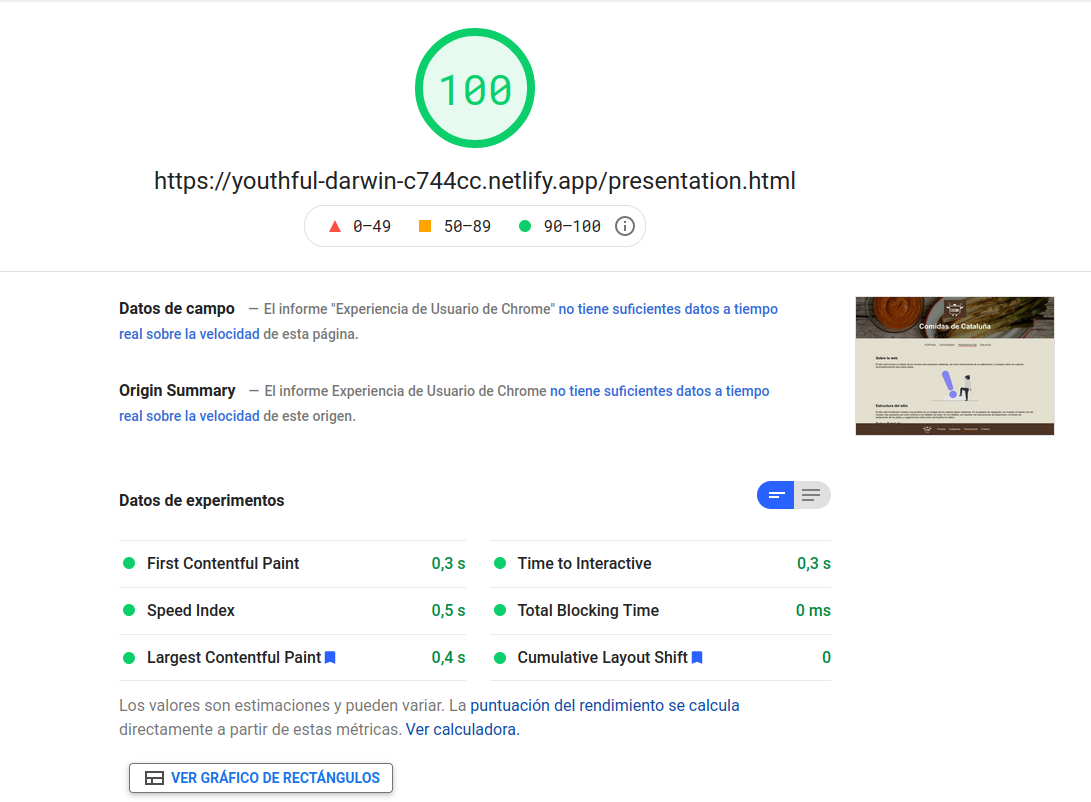 100
https://youthful-darwin-c744cc.netlify.app/presentation.html
0–49 50–89 90–100
Datos de campo — El informe "Experiencia de Usuario de Chrome" no tiene suficientes datos a tiempo
real sobre la velocidad de esta página.
Comidas de Cataluña
Origin Summary — El informe Experiencia de Usuario de Chrome no tiene suficientes datos a tiempo
real sobre la velocidad de este origen.
Sobre la web
Estructura del sitio
Datos de experimentos
First Contentful Paint 0,3 s
Time to Interactive 0,3 s
Speed Index 0,5 s
Total Blocking Time 0 ms
Largest Contentful Paint 0,4 s
Cumulative Layout Shift 0
Los valores son estimaciones y pueden variar. La puntuación del rendimiento se calcula
directamente a partir de estas métricas. Ver calculadora.
VER GRÁFICO DE RECTÁNGULOS